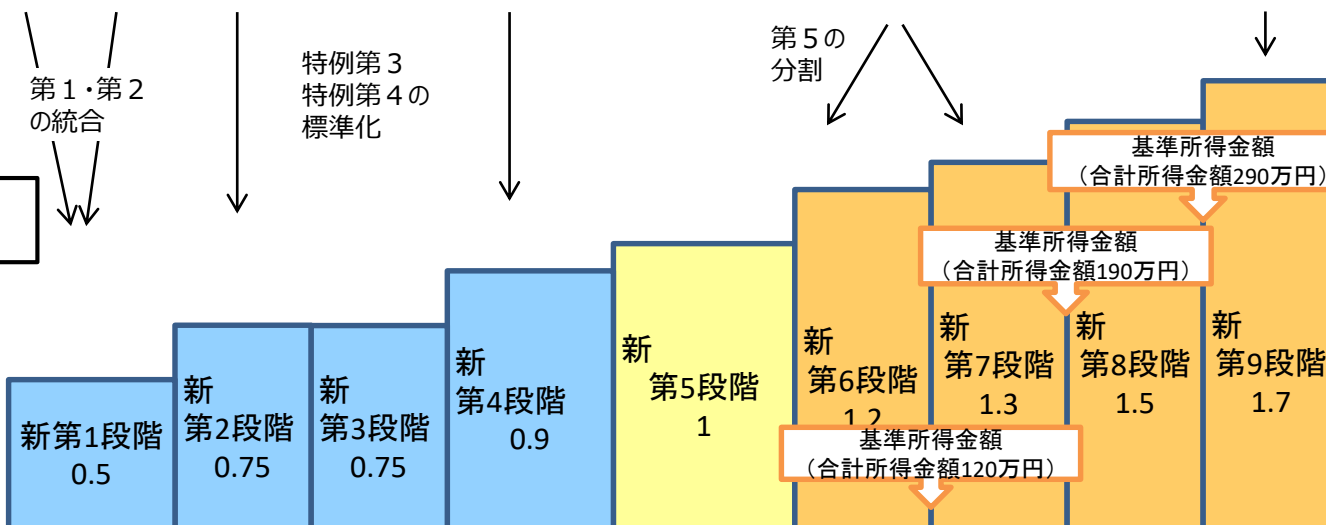 第１・第２
の統合
特例第３
特例第４の
標準化
第５の
分割
基準所得金額
（合計所得金額290万円）
基準所得金額
（合計所得金額190万円）
新第1段階
0.5
新
第2段階
0.75
新
第3段階
0.75
新
第4段階
0.9
新
第5段階
1
新
第6段階
1.2
新
第7段階
1.3
新
第8段階
1.5
新
第9段階
1.7
基準所得金額
（合計所得金額120万円）